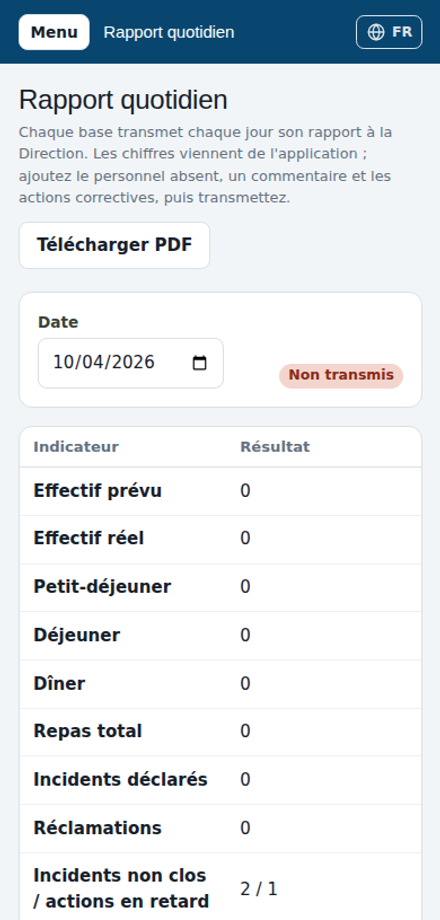 Menu Rapport quotidien FR
Rapport quotidien
Chaque base transmet chaque jour son rapport à la
Direction. Les chiffres viennent de l'application ;
ajoutez le personnel absent, un commentaire et les
actions correctives, puis transmettez.
Télécharger PDF
Date
10/04/2026
Non transmis
Indicateur Résultat
Effectif prévu 0
Effectif réel 0
Petit-déjeuner 0
Déjeuner 0
Dîner 0
Repas total 0
Incidents déclarés 0
Réclamations 0
Incidents non clos
/ actions en retard 2 / 1